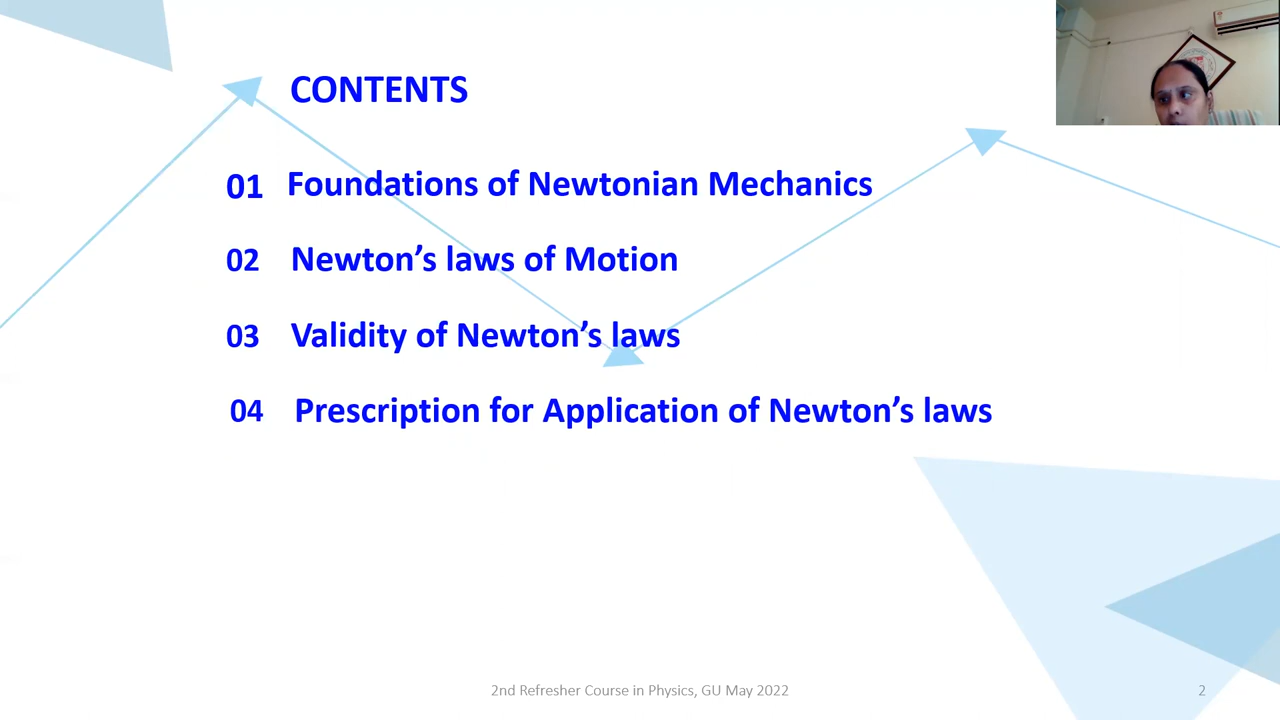 CONTENTS
01 Foundations of Newtonian Mechanics
02 Newton’s laws of Motion
03 Validity of Newton’s laws
04 Prescription for Application of Newton’s laws
2nd Refresher Course in Physics, GU May 2022
2